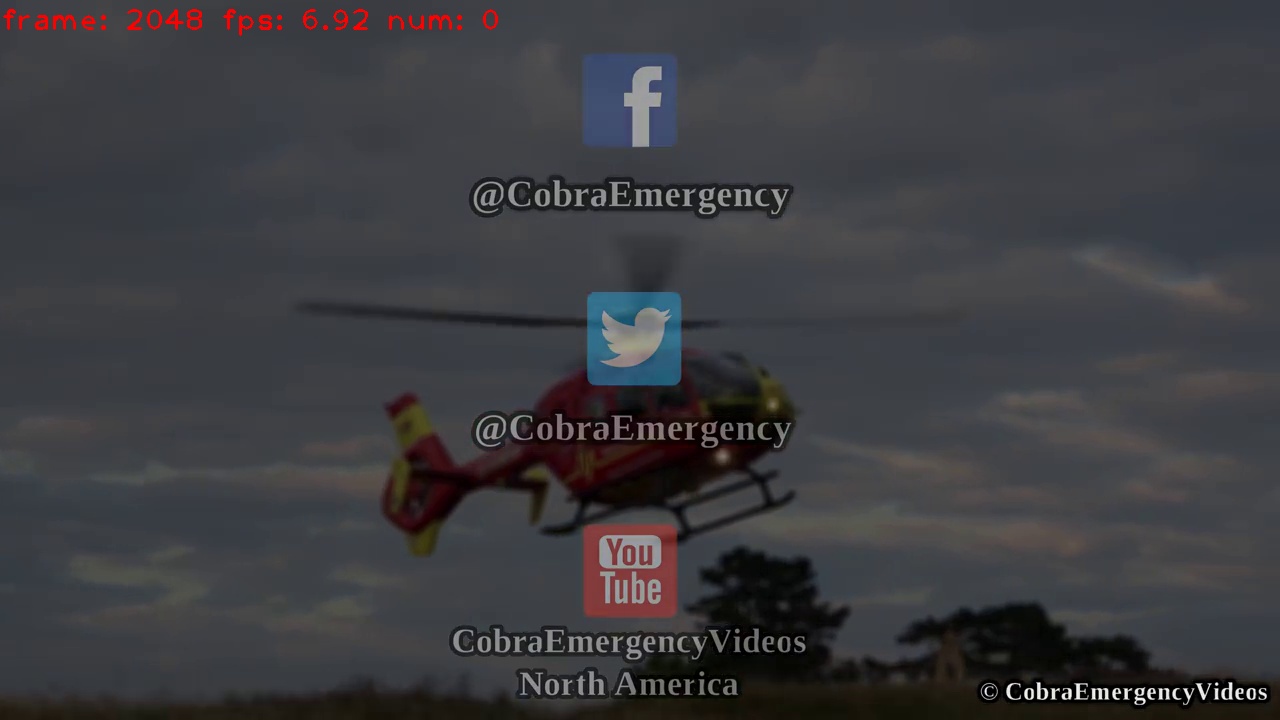 frame: 2048 fps: 6.92 num: 0
f
@CobraEmergency
@CobraEmergency
You
Tube
CobraEmergencyVideos
North America
© CobraEmergencyVideos